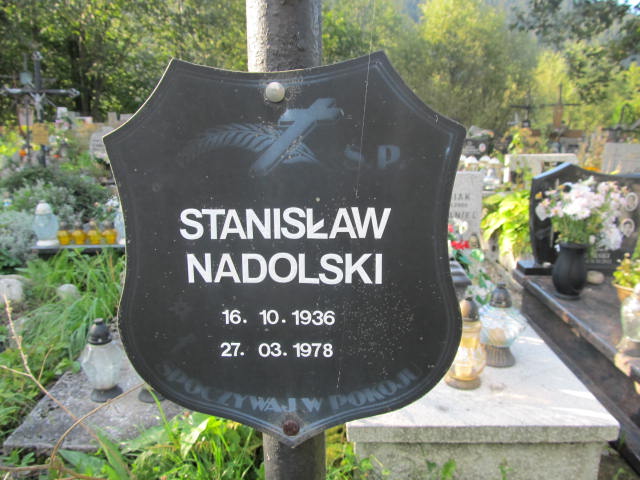 Ś.P.
STANISŁAW
NADOLSKI
16. 10. 1936
27. 03. 1978
SPOCZYWAJ W POKOJU